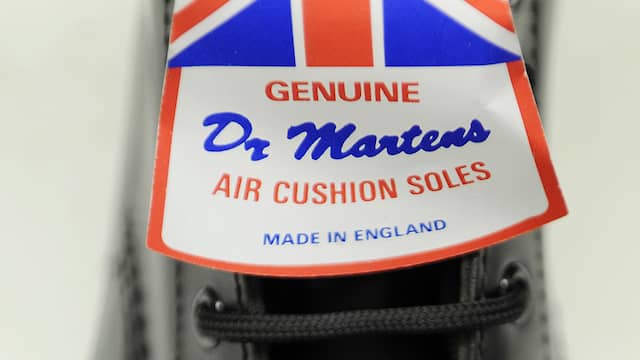 GENUINE
Dr Martens
AIR CUSHION SOLES
MADE IN ENGLAND